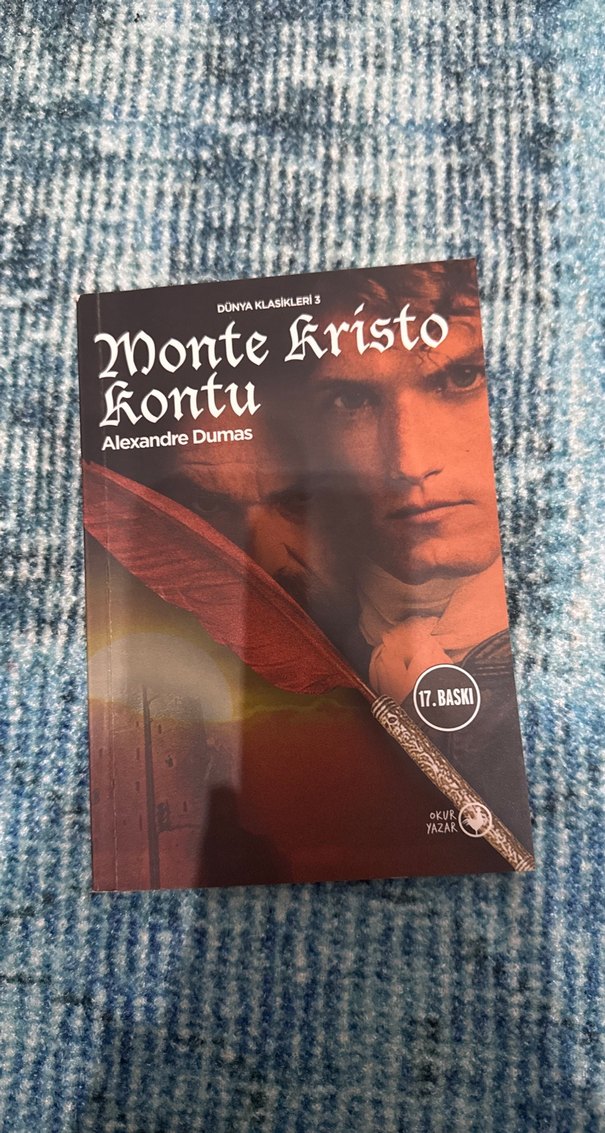 DÜNYA KLASİKLERİ 3
Monte Kristo
Kontu
Alexandre Dumas
17. BASKI
OKUR
YAZAR